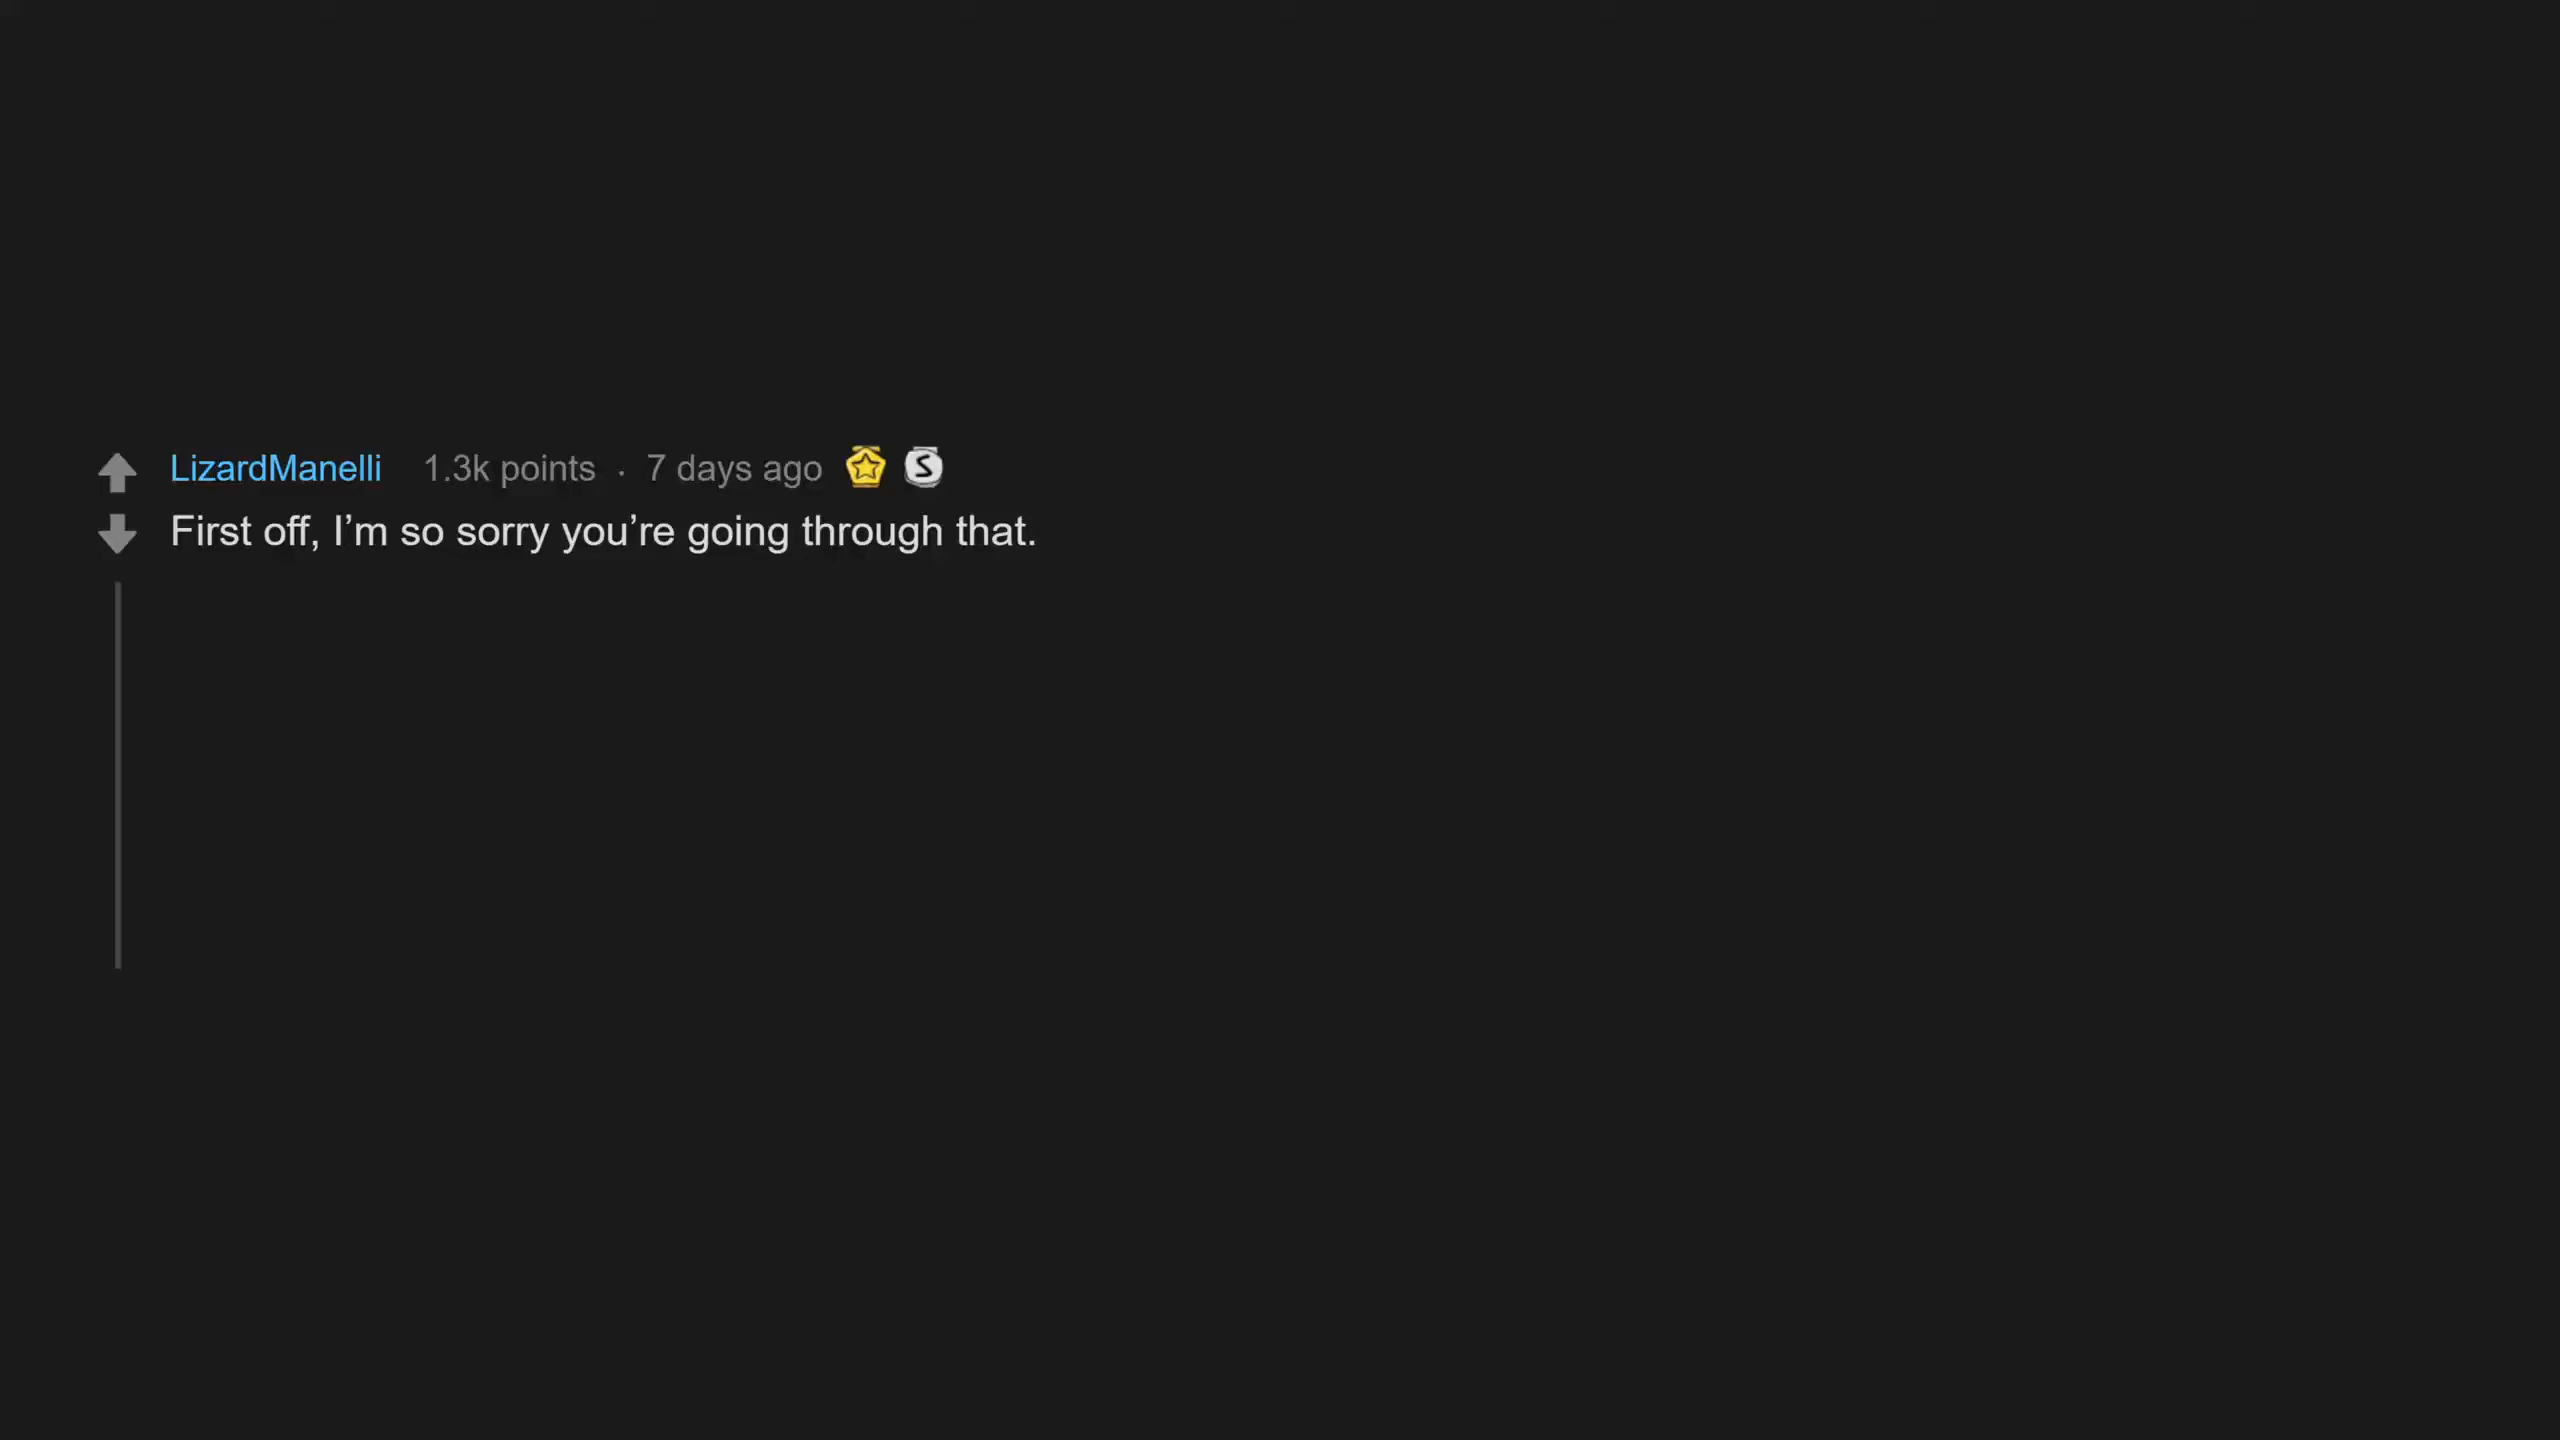 LizardManelli 1.3k points · 7 days ago S
First off, I’m so sorry you’re going through that.